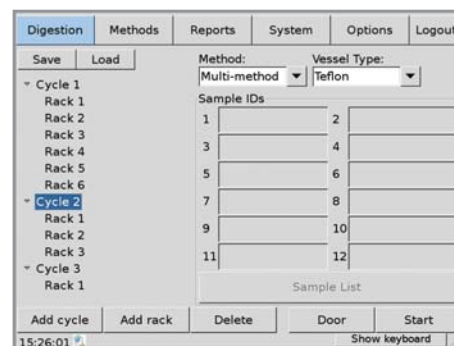 Digestion Methods Reports System Options Logout
Save Load
Method: Vessel Type:
Multi-method Teflon
Cycle 1
Rack 1
Rack 2
Rack 3
Rack 4
Rack 5
Rack 6
Cycle 2
Rack 1
Rack 2
Rack 3
Cycle 3
Rack 1
Sample IDs
1 2
3 4
5 6
7 8
9 10
11 12
Sample List
Add cycle Add rack Delete Door Start
15:26:01 Show keyboard